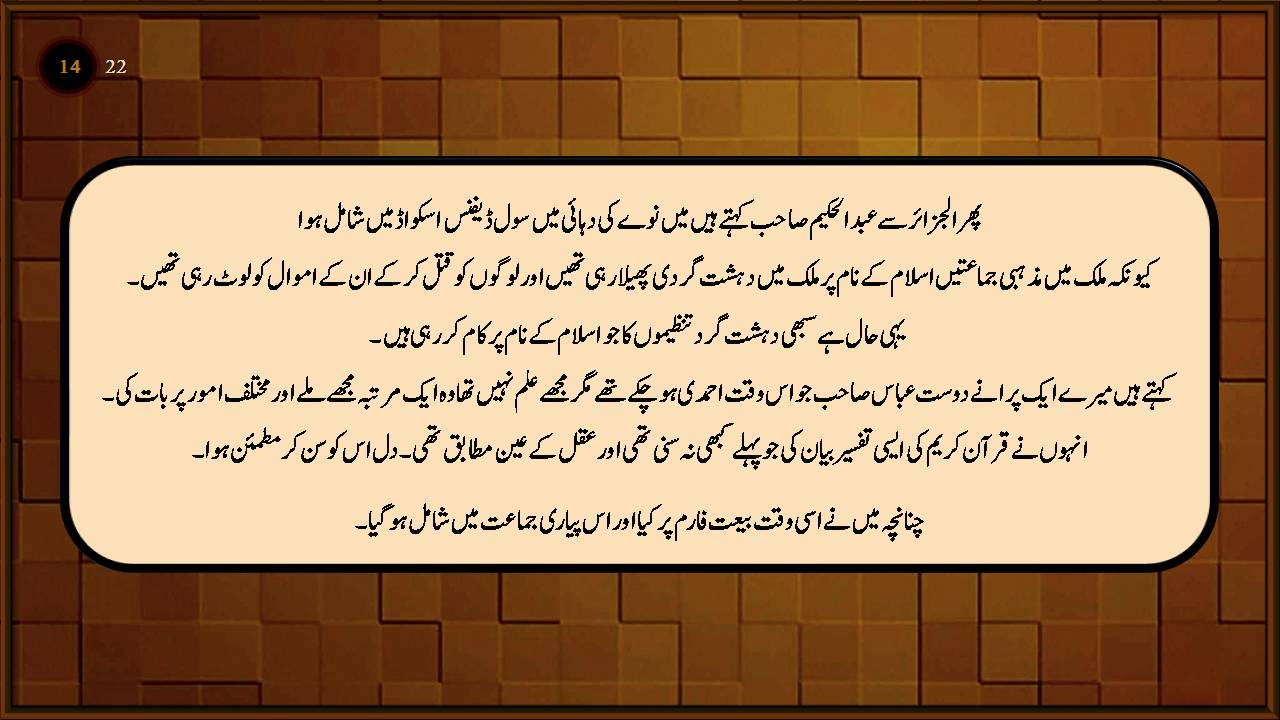 14 22
پھر الجزائر سے عبد الحکیم صاحب کہتے ہیں میں نوے کی دہائی میں سول ڈیفنس اسکواڈ میں شامل ہوا
کیونکہ ملک میں مذہبی جماعتیں اسلام کے نام پر ملک میں دہشت گردی پھیلا رہی تھیں اور لوگوں کو قتل کر کے ان کے اموال کو لوٹ رہی تھیں۔
یہی حال ہے سبھی دہشت گرد تنظیموں کا جو اسلام کے نام پر کام کر رہی ہیں۔
کہتے ہیں میرے ایک پرانے دوست عباس صاحب جو اس وقت احمدی ہو چکے تھے مگر مجھے علم نہیں تھا وہ ایک مرتبہ مجھے ملے اور مختلف امور پر بات کی۔
انہوں نے قرآن کریم کی ایسی تفسیر بیان کی جو پہلے کبھی نہ سنی تھی اور عقل کے عین مطابق تھی۔ دل اس کو سن کر مطمئن ہوا۔
چنانچہ میں نے اسی وقت بیعت فارم پر کیا اور اس پیاری جماعت میں شامل ہو گیا۔